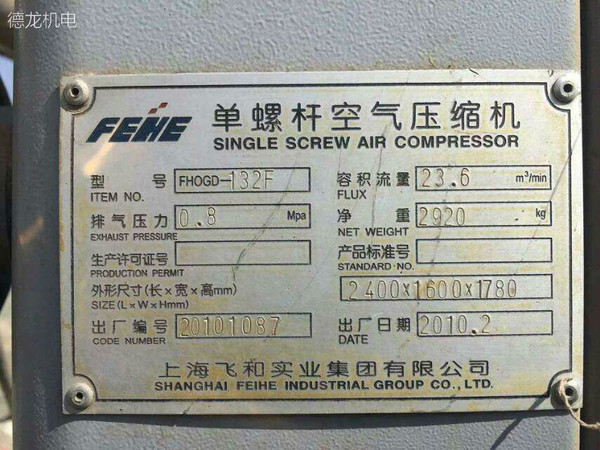 德龙机电
FEHE 单螺杆空气压缩机
SINGLE SCREW AIR COMPRESSOR
型 号 FHOGD-132F 容积流量 23.6 m³/min
ITEM NO. FLUX
排气压力 0.8 Mpa 净 重 2920 kg
EXHAUST PRESSURE NET WEIGHT
生产许可证号 产品标准号
PRODUCTION PERMIT STANDARD NO.
外形尺寸(长×宽×高mm) 2400×1600×1780
SIZE(L×W×Hmm)
出厂编号 20101087 出厂日期 2010.2
CODE NUMBER DATE
上海飞和实业集团有限公司
SHANGHAI FEIHE INDUSTRIAL GROUP CO.,LTD.